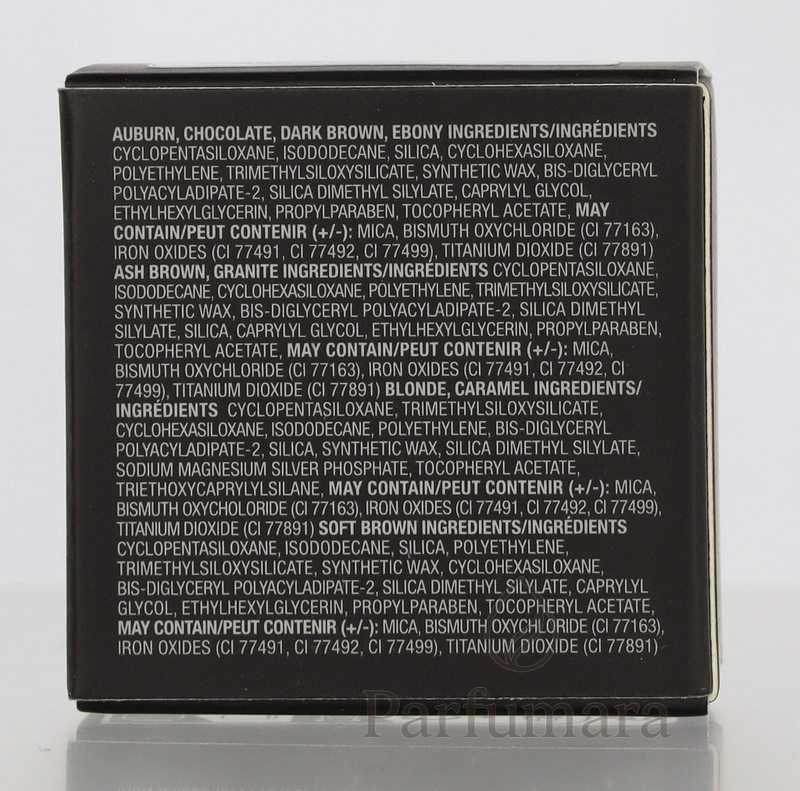 AUBURN, CHOCOLATE, DARK BROWN, EBONY INGREDIENTS/INGRÉDIENTS
CYCLOPENTASILOXANE, ISODODECANE, SILICA, CYCLOHEXASILOXANE,
POLYETHYLENE, TRIMETHYLSILOXYSILICATE, SYNTHETIC WAX, BIS-DIGLYCERYL
POLYACYLADIPATE-2, SILICA DIMETHYL SILYLATE, CAPRYLYL GLYCOL,
ETHYLHEXYLGLYCERIN, PROPYLPARABEN, TOCOPHERYL ACETATE, MAY
CONTAIN/PEUT CONTENIR (+/-): MICA, BISMUTH OXYCHLORIDE (CI 77163),
IRON OXIDES (CI 77491, CI 77492, CI 77499), TITANIUM DIOXIDE (CI 77891)
ASH BROWN, GRANITE INGREDIENTS/INGRÉDIENTS CYCLOPENTASILOXANE,
ISODODECANE, CYCLOHEXASILOXANE, POLYETHYLENE, TRIMETHYLSILOXYSILICATE,
SYNTHETIC WAX, BIS-DIGLYCERYL POLYACYLADIPATE-2, SILICA DIMETHYL
SILYLATE, SILICA, CAPRYLYL GLYCOL, ETHYLHEXYLGLYCERIN, PROPYLPARABEN,
TOCOPHERYL ACETATE, MAY CONTAIN/PEUT CONTENIR (+/-): MICA,
BISMUTH OXYCHLORIDE (CI 77163), IRON OXIDES (CI 77491, CI 77492, CI
77499), TITANIUM DIOXIDE (CI 77891) BLONDE, CARAMEL INGREDIENTS/
INGRÉDIENTS CYCLOPENTASILOXANE, TRIMETHYLSILOXYSILICATE,
CYCLOHEXASILOXANE, ISODODECANE, POLYETHYLENE, BIS-DIGLYCERYL
POLYACYLADIPATE-2, SILICA, SYNTHETIC WAX, SILICA DIMETHYL SILYLATE,
SODIUM MAGNESIUM SILVER PHOSPHATE, TOCOPHERYL ACETATE,
TRIETHOXYCAPRYLYLSILANE, MAY CONTAIN/PEUT CONTENIR (+/-): MICA,
BISMUTH OXYCHOLORIDE (CI 77163), IRON OXIDES (CI 77491, CI 77492, CI 77499),
TITANIUM DIOXIDE (CI 77891) SOFT BROWN INGREDIENTS/INGRÉDIENTS
CYCLOPENTASILOXANE, ISODODECANE, SILICA, POLYETHYLENE,
TRIMETHYLSILOXYSILICATE, SYNTHETIC WAX, CYCLOHEXASILOXANE,
BIS-DIGLYCERYL POLYACYLADIPATE-2, SILICA DIMETHYL SILYLATE, CAPRYLYL
GLYCOL, ETHYLHEXYLGLYCERIN, PROPYLPARABEN, TOCOPHERYL ACETATE,
MAY CONTAIN/PEUT CONTENIR (+/-): MICA, BISMUTH OXYCHLORIDE (CI 77163),
IRON OXIDES (CI 77491, CI 77492, CI 77499), TITANIUM DIOXIDE (CI 77891)
Parfumara